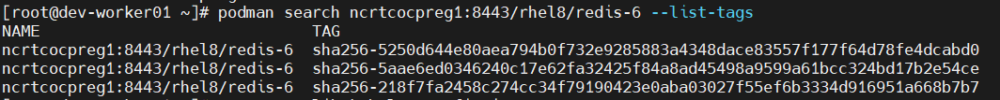 [root@dev-worker01 ~]# podman search ncrtcocpreg1:8443/rhel8/redis-6 --list-tags
NAME TAG
ncrtcocpreg1:8443/rhel8/redis-6 sha256-5250d644e80aea794b0f732e9285883a4348dace83557f177f64d78fe4dcabd0
ncrtcocpreg1:8443/rhel8/redis-6 sha256-5aae6ed0346240c17e62fa32425f84a8ad45498a9599a61bcc324bd17b2e54ce
ncrtcocpreg1:8443/rhel8/redis-6 sha256-218f7fa2458c274cc34f79190423e0aba03027f55ef6b3334d916951a668b7b7